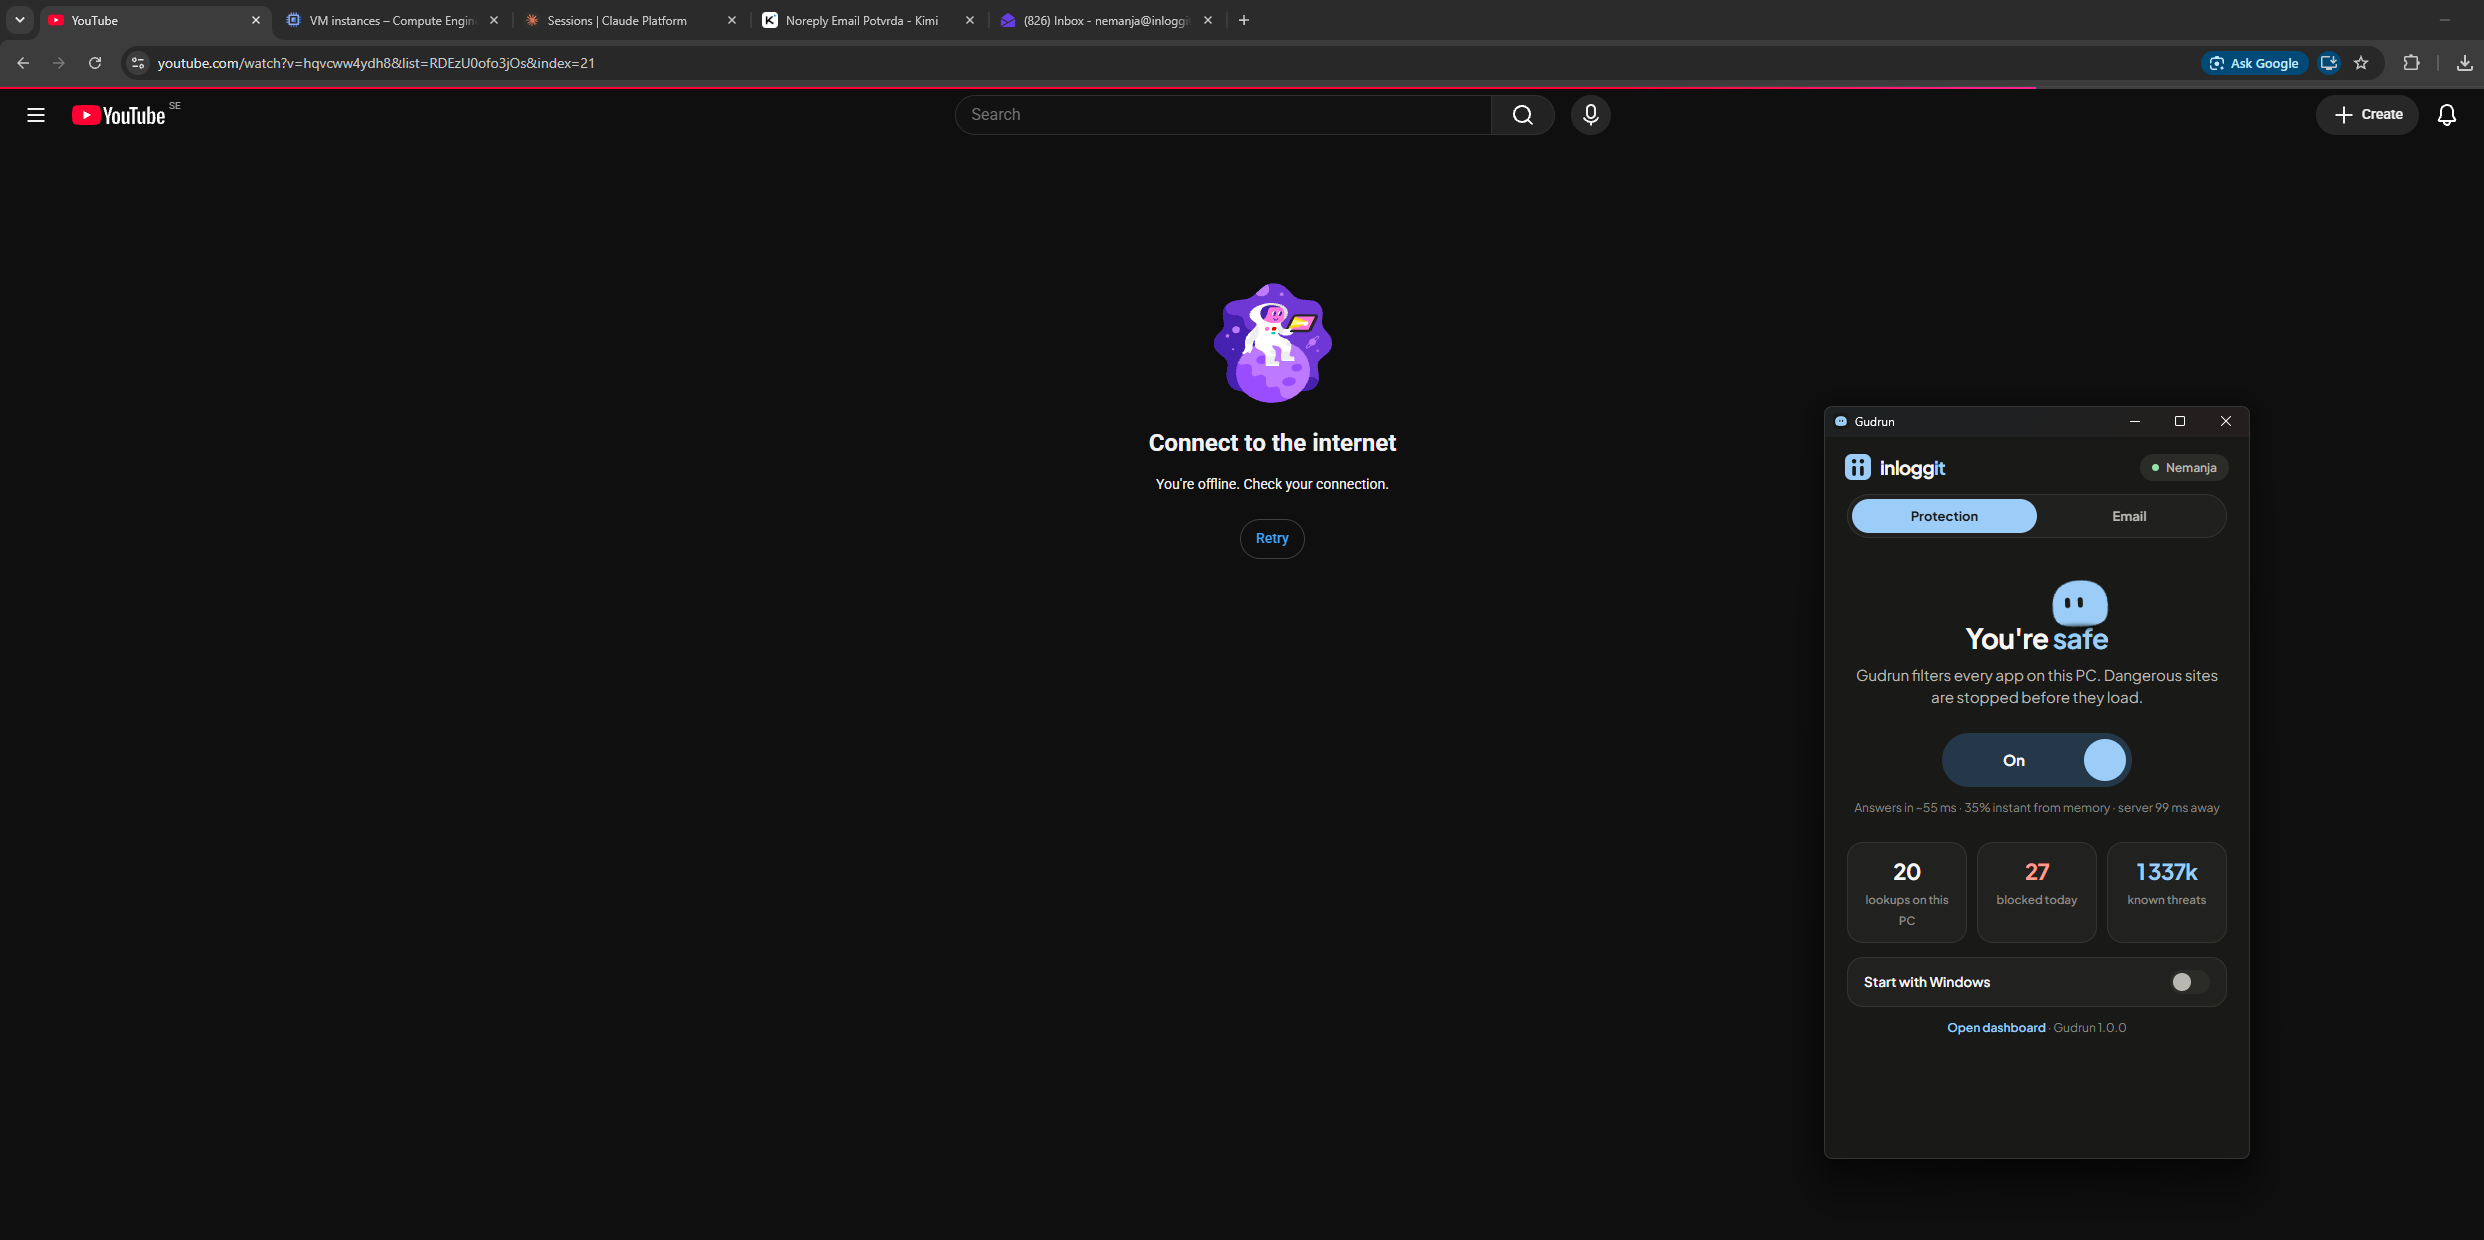 YouTube
VM instances – Compute Engin
Sessions | Claude Platform
Noreply Email Potvrda - Kimi
(826) Inbox - nemanja@inloggit
youtube.com/watch?v=hqvcww4ydh8&list=RDEzU0ofo3jOs&index=21
Ask Google
YouTube SE
Search
Create
Connect to the internet
You're offline. Check your connection.
Retry
Gudrun
inloggit
Nemanja
Protection
Email
You're safe
Gudrun filters every app on this PC. Dangerous sites
are stopped before they load.
On
Answers in ~55 ms · 35% instant from memory · server 99 ms away
20
lookups on this
PC
27
blocked today
1 337k
known threats
Start with Windows
Open dashboard · Gudrun 1.0.0